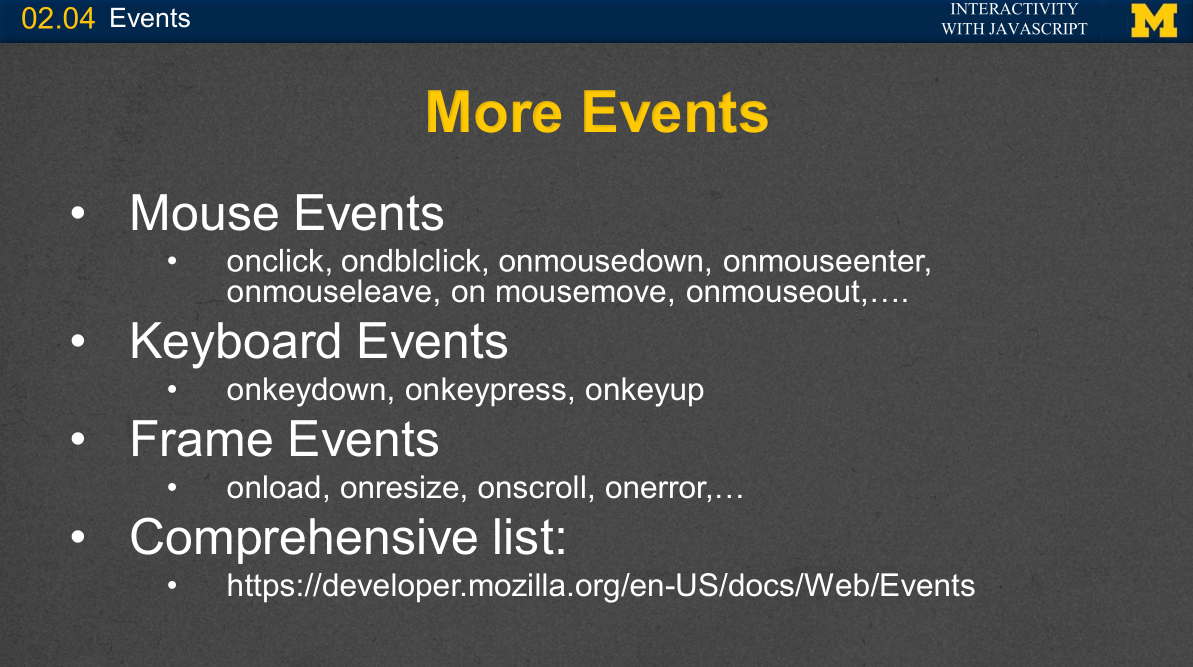 02.04 Events
INTERACTIVITY
WITH JAVASCRIPT
M
More Events
• Mouse Events
• onclick, ondblclick, onmousedown, onmouseenter,
onmouseleave, on mousemove, onmouseout,….
• Keyboard Events
• onkeydown, onkeypress, onkeyup
• Frame Events
• onload, onresize, onscroll, onerror,…
• Comprehensive list:
• https://developer.mozilla.org/en-US/docs/Web/Events